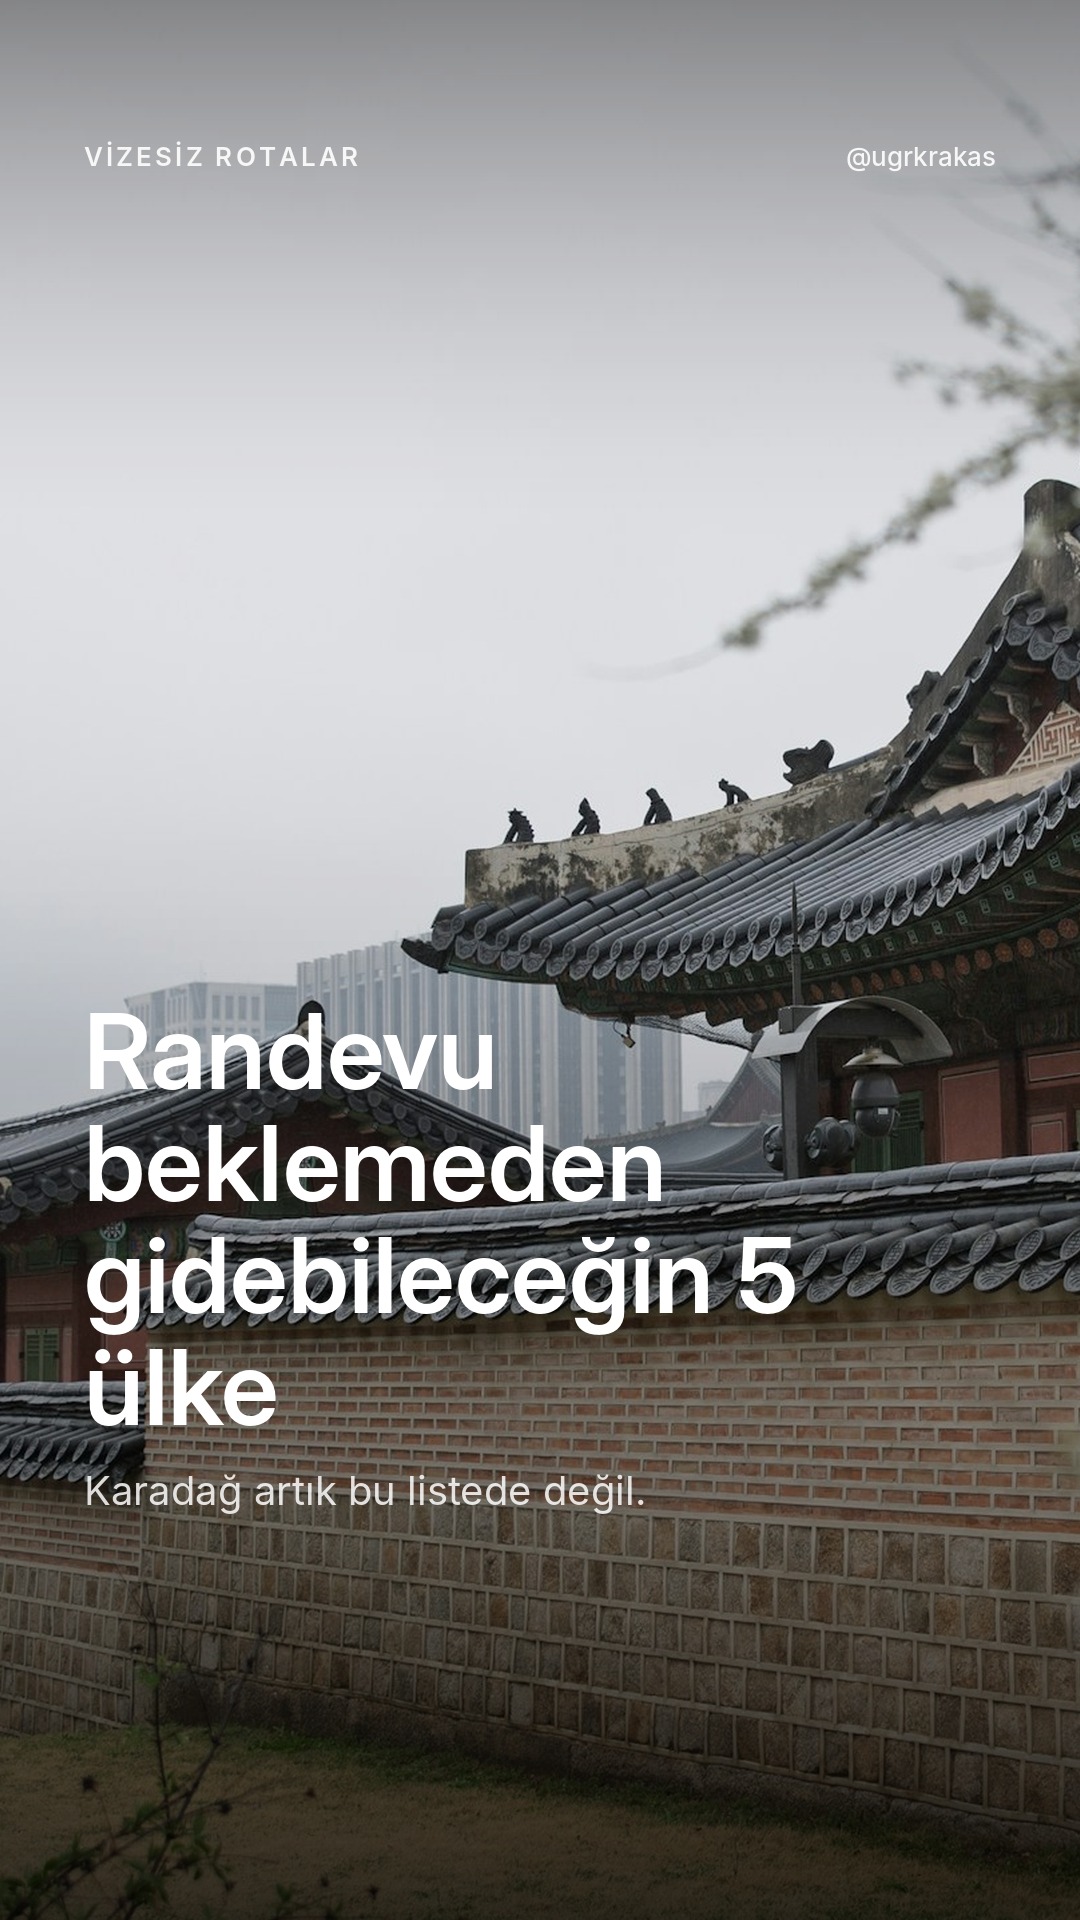 VİZESİZ ROTALAR
@ugrkrakas
Randevu
beklemeden
gidebileceğin 5
ülke
Karadağ artık bu listede değil.